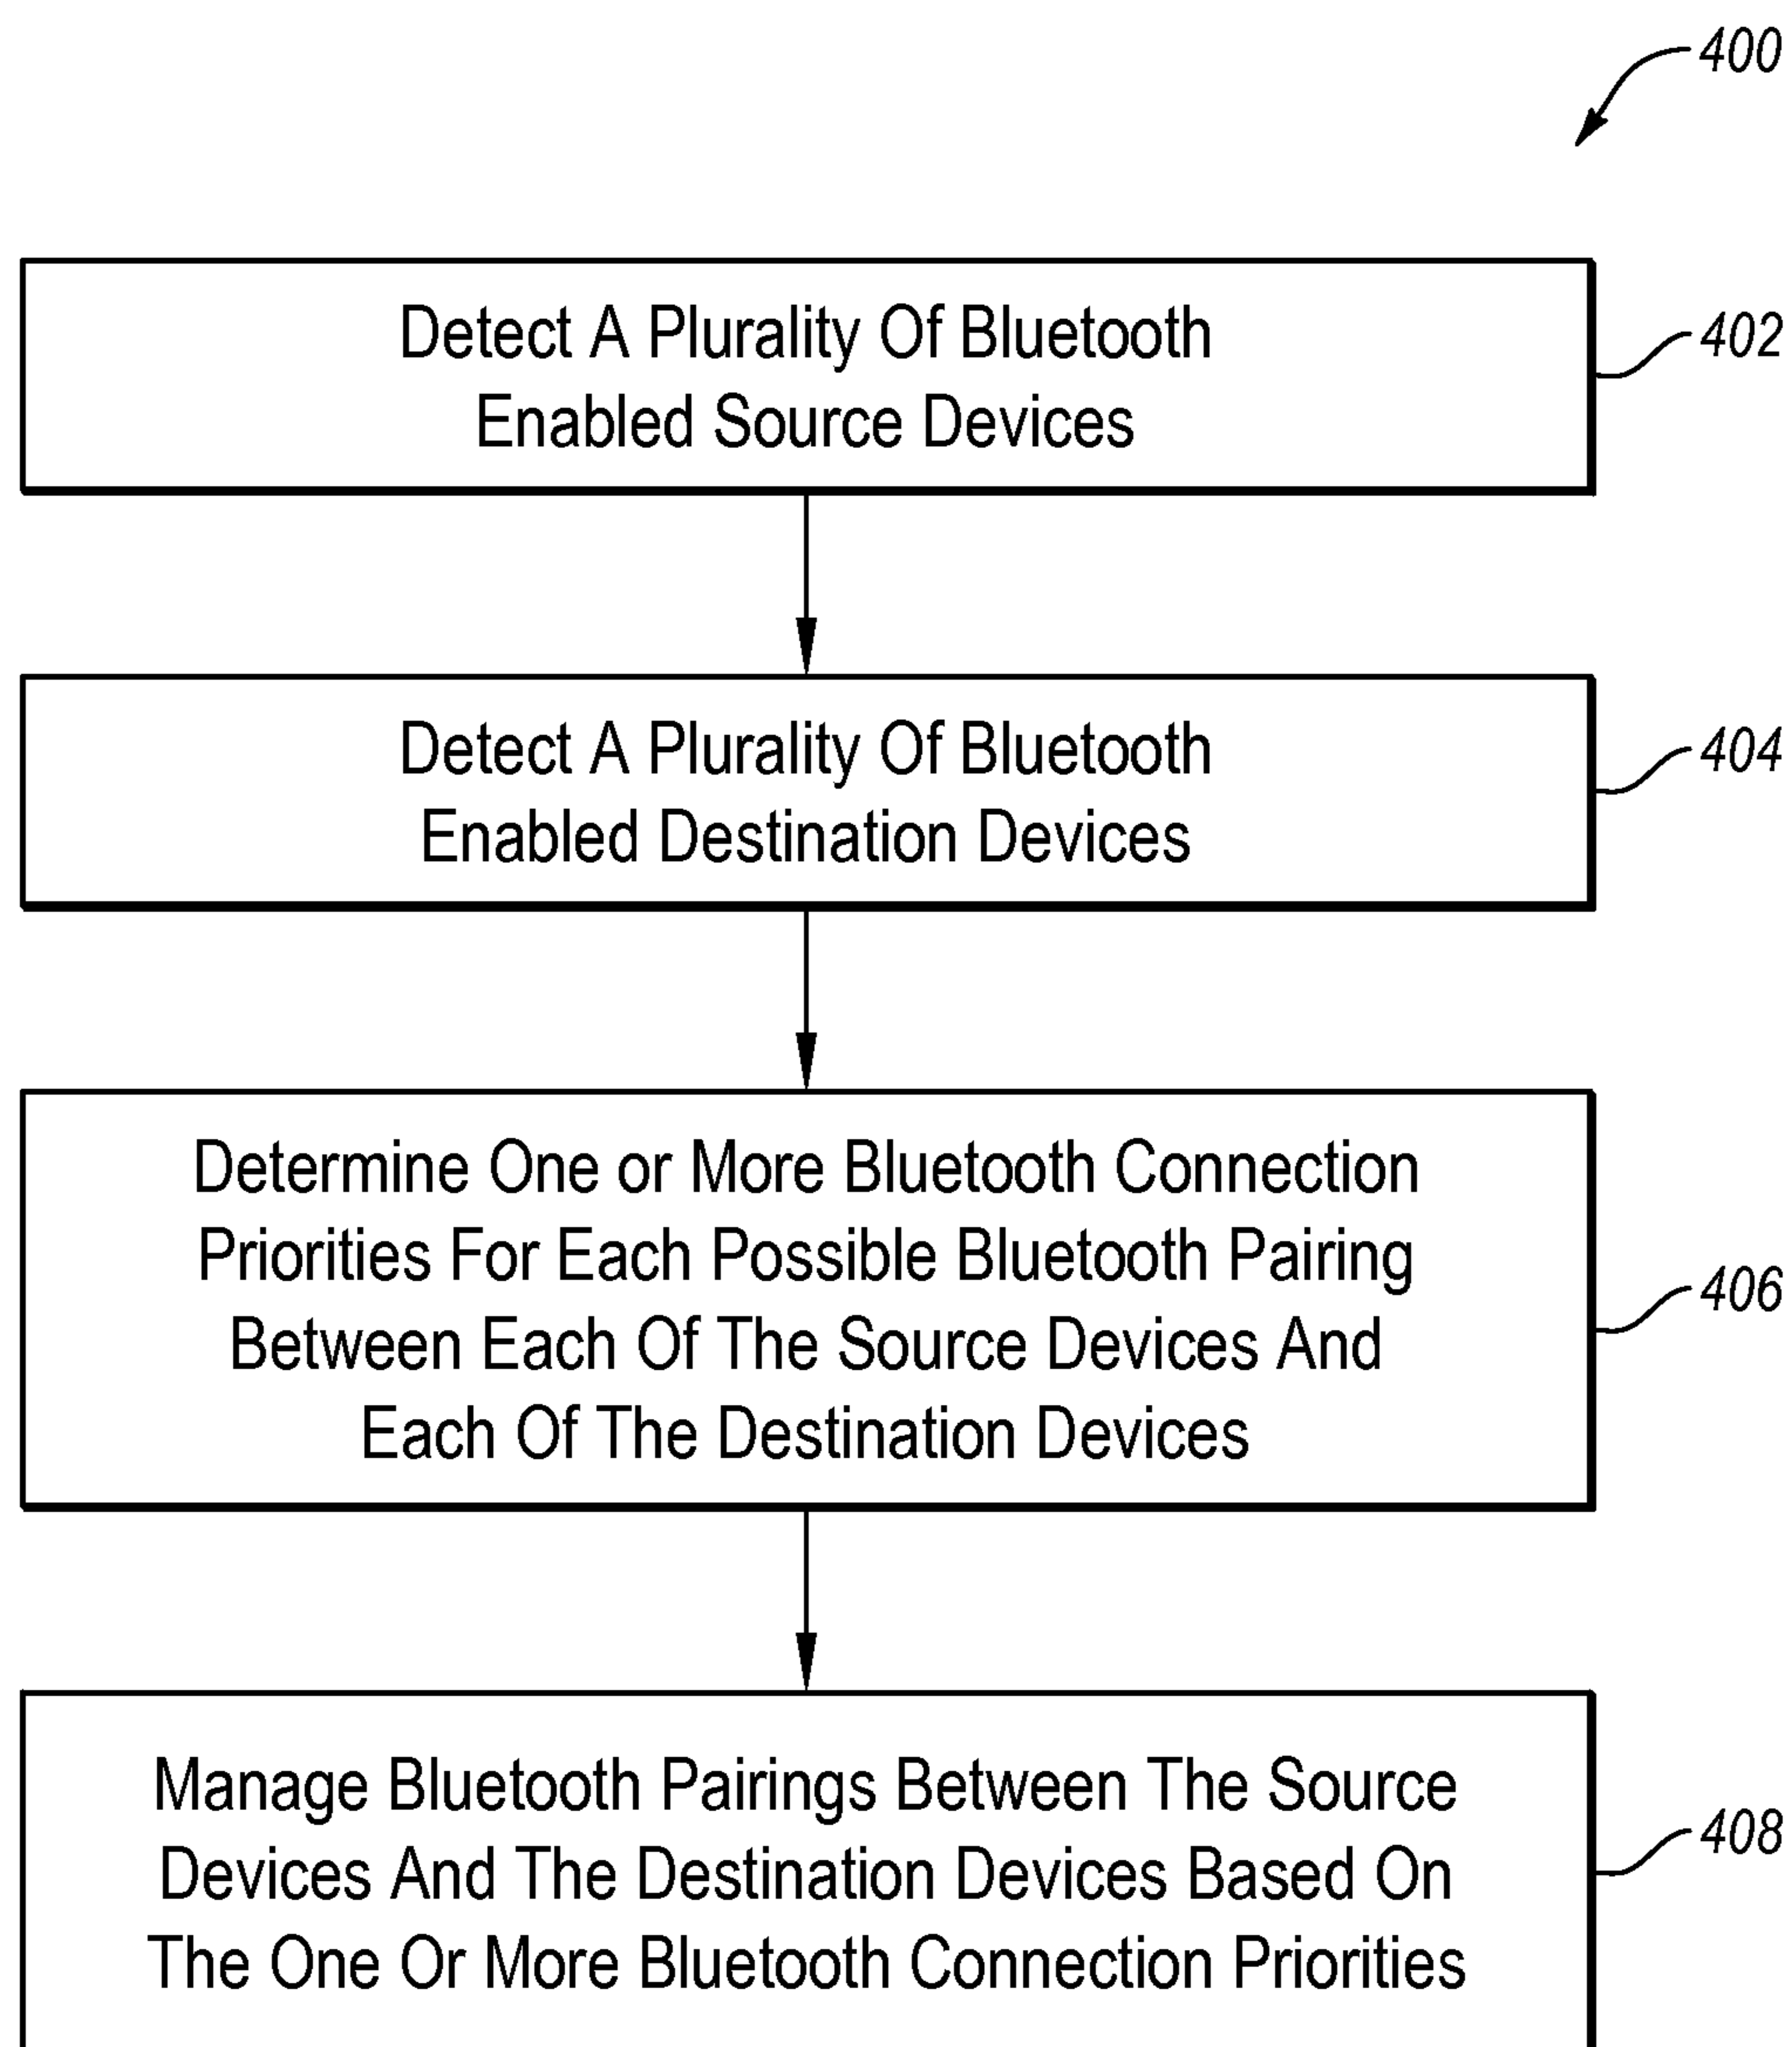 400
Detect A Plurality Of Bluetooth
Enabled Source Devices
402
Detect A Plurality Of Bluetooth
Enabled Destination Devices
404
Determine One or More Bluetooth Connection
Priorities For Each Possible Bluetooth Pairing
Between Each Of The Source Devices And
Each Of The Destination Devices
406
Manage Bluetooth Pairings Between The Source
Devices And The Destination Devices Based On
The One Or More Bluetooth Connection Priorities
408